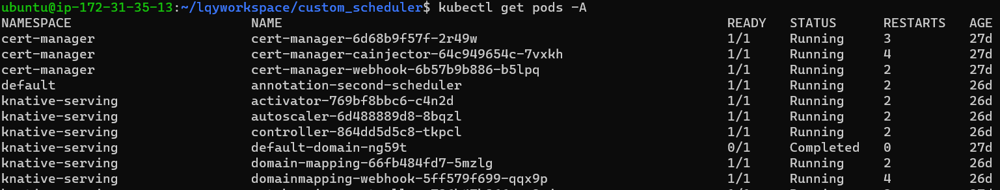 ubuntu@ip-172-31-35-13:~/lqyworkspace/custom_scheduler$ kubectl get pods -A
NAMESPACE NAME READY STATUS RESTARTS AGE
cert-manager cert-manager-6d68b9f57f-2r49w 1/1 Running 3 27d
cert-manager cert-manager-cainjector-64c949654c-7vxkh 1/1 Running 4 27d
cert-manager cert-manager-webhook-6b57b9b886-b5lpq 1/1 Running 2 27d
default annotation-second-scheduler 1/1 Running 2 26d
knative-serving activator-769bf8bbc6-c4n2d 1/1 Running 2 26d
knative-serving autoscaler-6d488889d8-8bqzl 1/1 Running 2 26d
knative-serving controller-864dd5d5c8-tkpcl 1/1 Running 2 26d
knative-serving default-domain-ng59t 0/1 Completed 0 27d
knative-serving domain-mapping-66fb484fd7-5mzlg 1/1 Running 2 26d
knative-serving domainmapping-webhook-5ff579f699-qqx9p 1/1 Running 4 26d